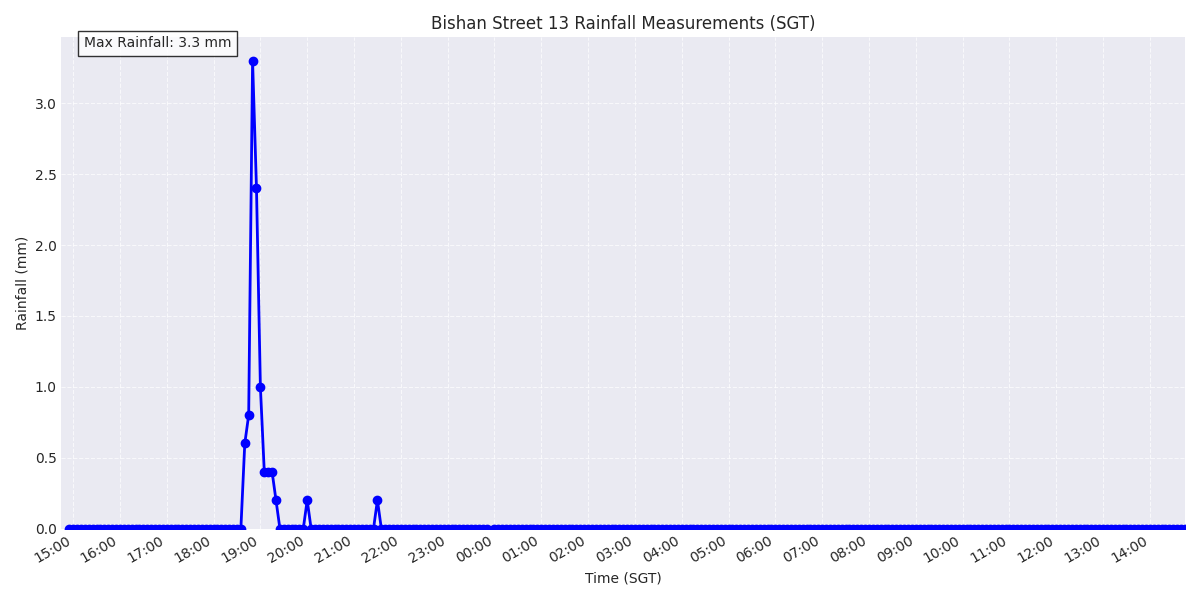 Bishan Street 13 Rainfall Measurements (SGT)
Max Rainfall: 3.3 mm
3.0
2.5
2.0
1.5
1.0
0.5
0.0
Rainfall (mm)
15:00 16:00 17:00 18:00 19:00 20:00 21:00 22:00 23:00 00:00 01:00 02:00 03:00 04:00 05:00 06:00 07:00 08:00 09:00 10:00 11:00 12:00 13:00 14:00
Time (SGT)